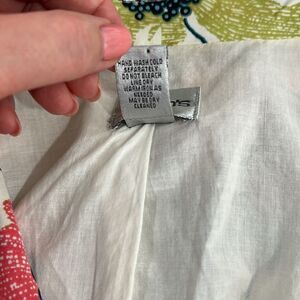 HAND WASH COLD
SEPARATELY
DO NOT BLEACH
LINE DRY
WARM IRON AS
NEEDED
MAY BE DRY
CLEANED